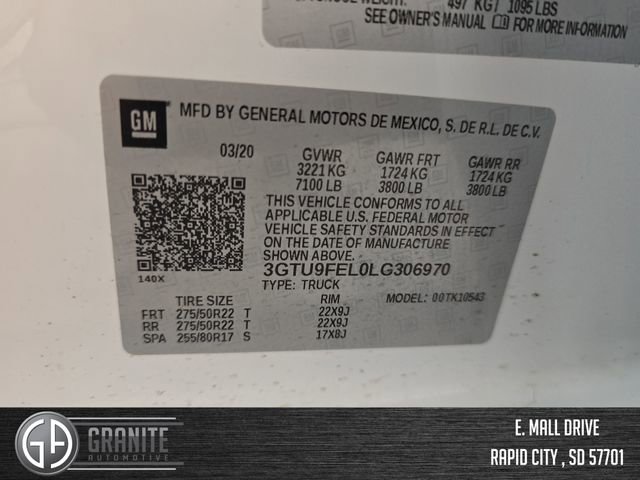 497 KG 1095 LBS
SEE OWNER'S MANUAL FOR MORE INFORMATION
GM
MFD BY GENERAL MOTORS DE MEXICO, S. DE R.L. DE C.V.
03/20 GVWR GAWR FRT GAWR RR
3221 KG 1724 KG 1724 KG
7100 LB 3800 LB 3800 LB
THIS VEHICLE CONFORMS TO ALL
APPLICABLE U.S. FEDERAL MOTOR
VEHICLE SAFETY STANDARDS IN EFFECT
ON THE DATE OF MANUFACTURE
SHOWN ABOVE.
3GTU9FEL0LG306970
140X TYPE: TRUCK
TIRE SIZE RIM MODEL: 00TK10543
FRT 275/50R22 T 22X9J
RR 275/50R22 T 22X9J
SPA 255/80R17 S 17X8J
GA GRANITE
AUTOMOTIVE
E. MALL DRIVE
RAPID CITY , SD 57701